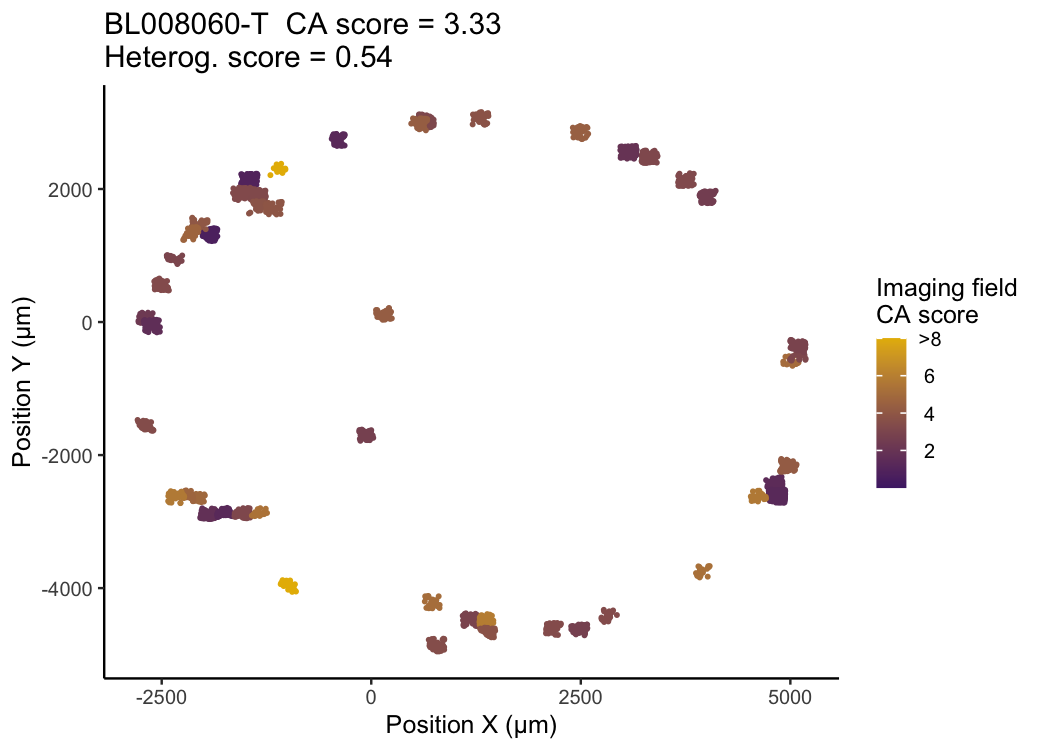 BL008060-T  CA score = 3.33
Heterog. score = 0.54
Position Y (µm)
2000
0
-2000
-4000
-2500
0
2500
5000
Position X (µm)
Imaging field
CA score
>8
6
4
2